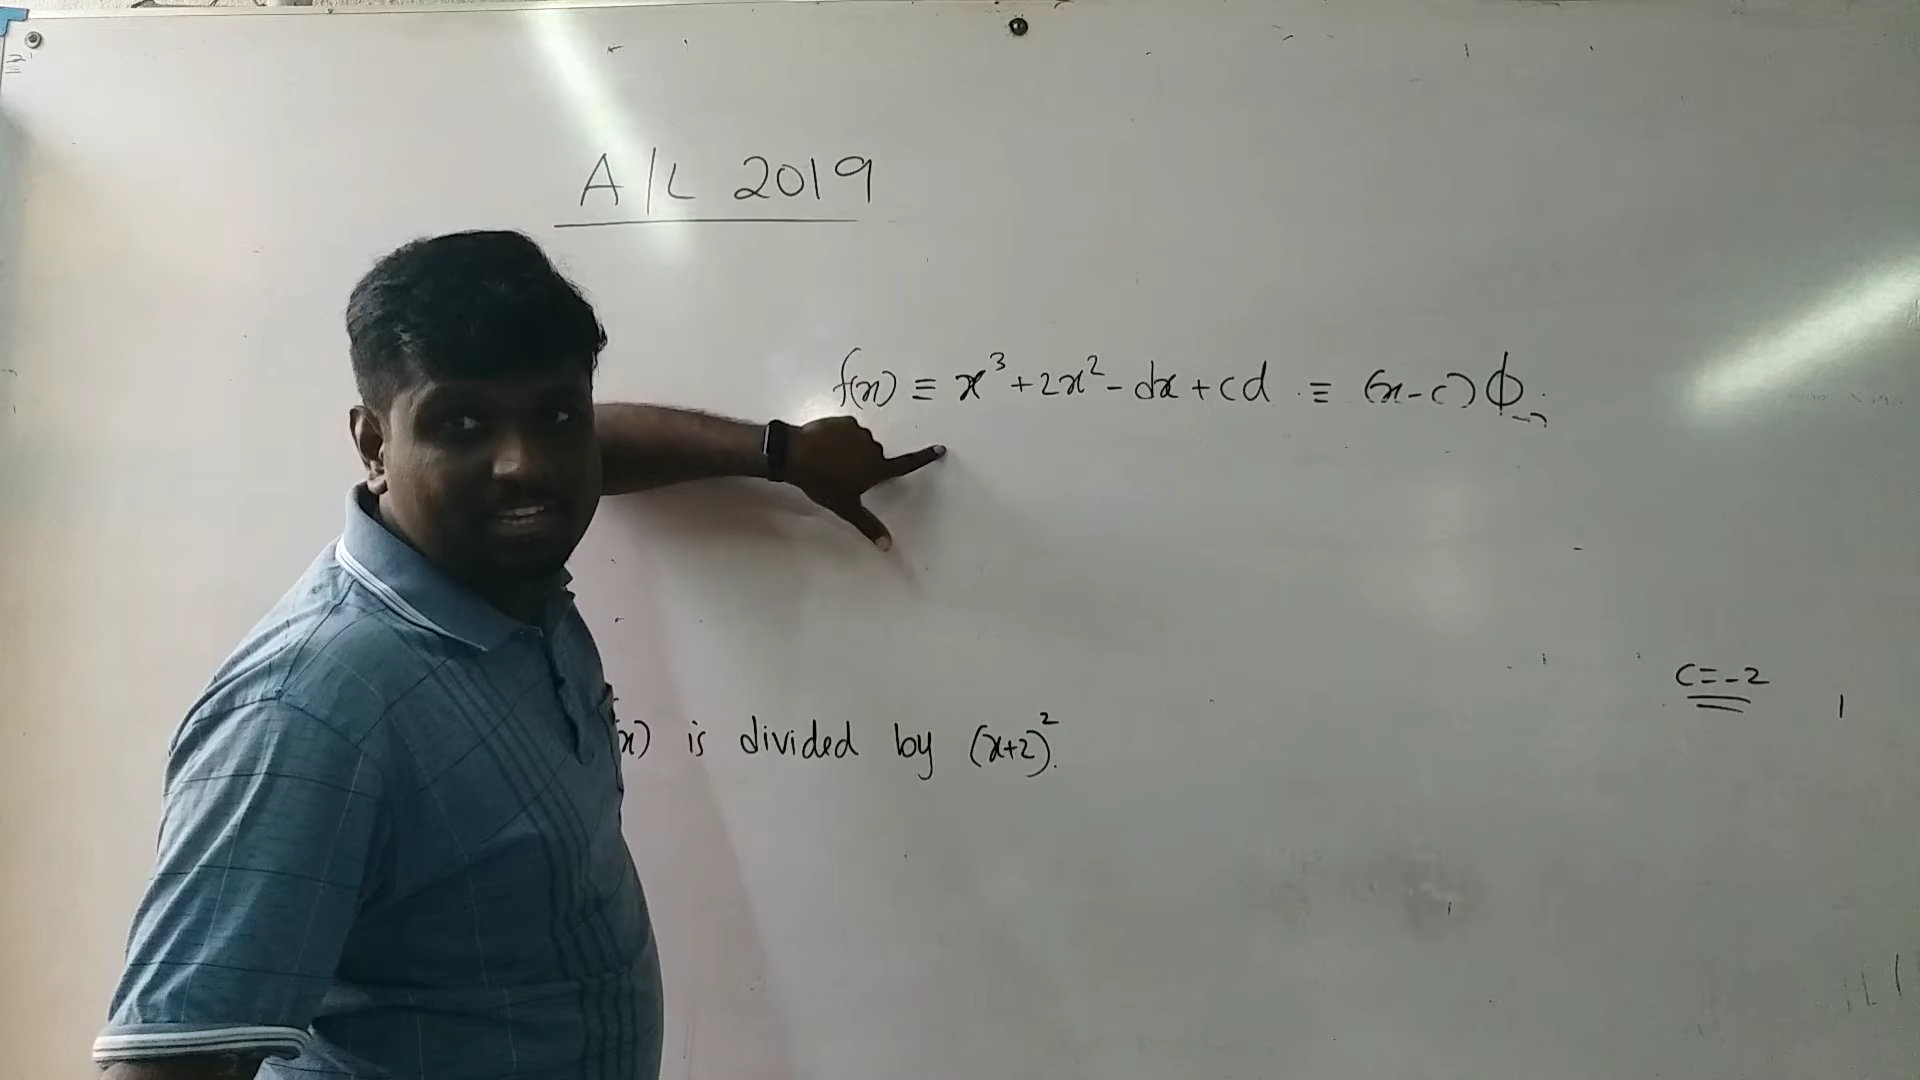 A/L 2019
f(x) ≡ x³ + 2x² - dx + cd ≡ (x-c) ϕ
c = -2
x) is divided by (x+2)².